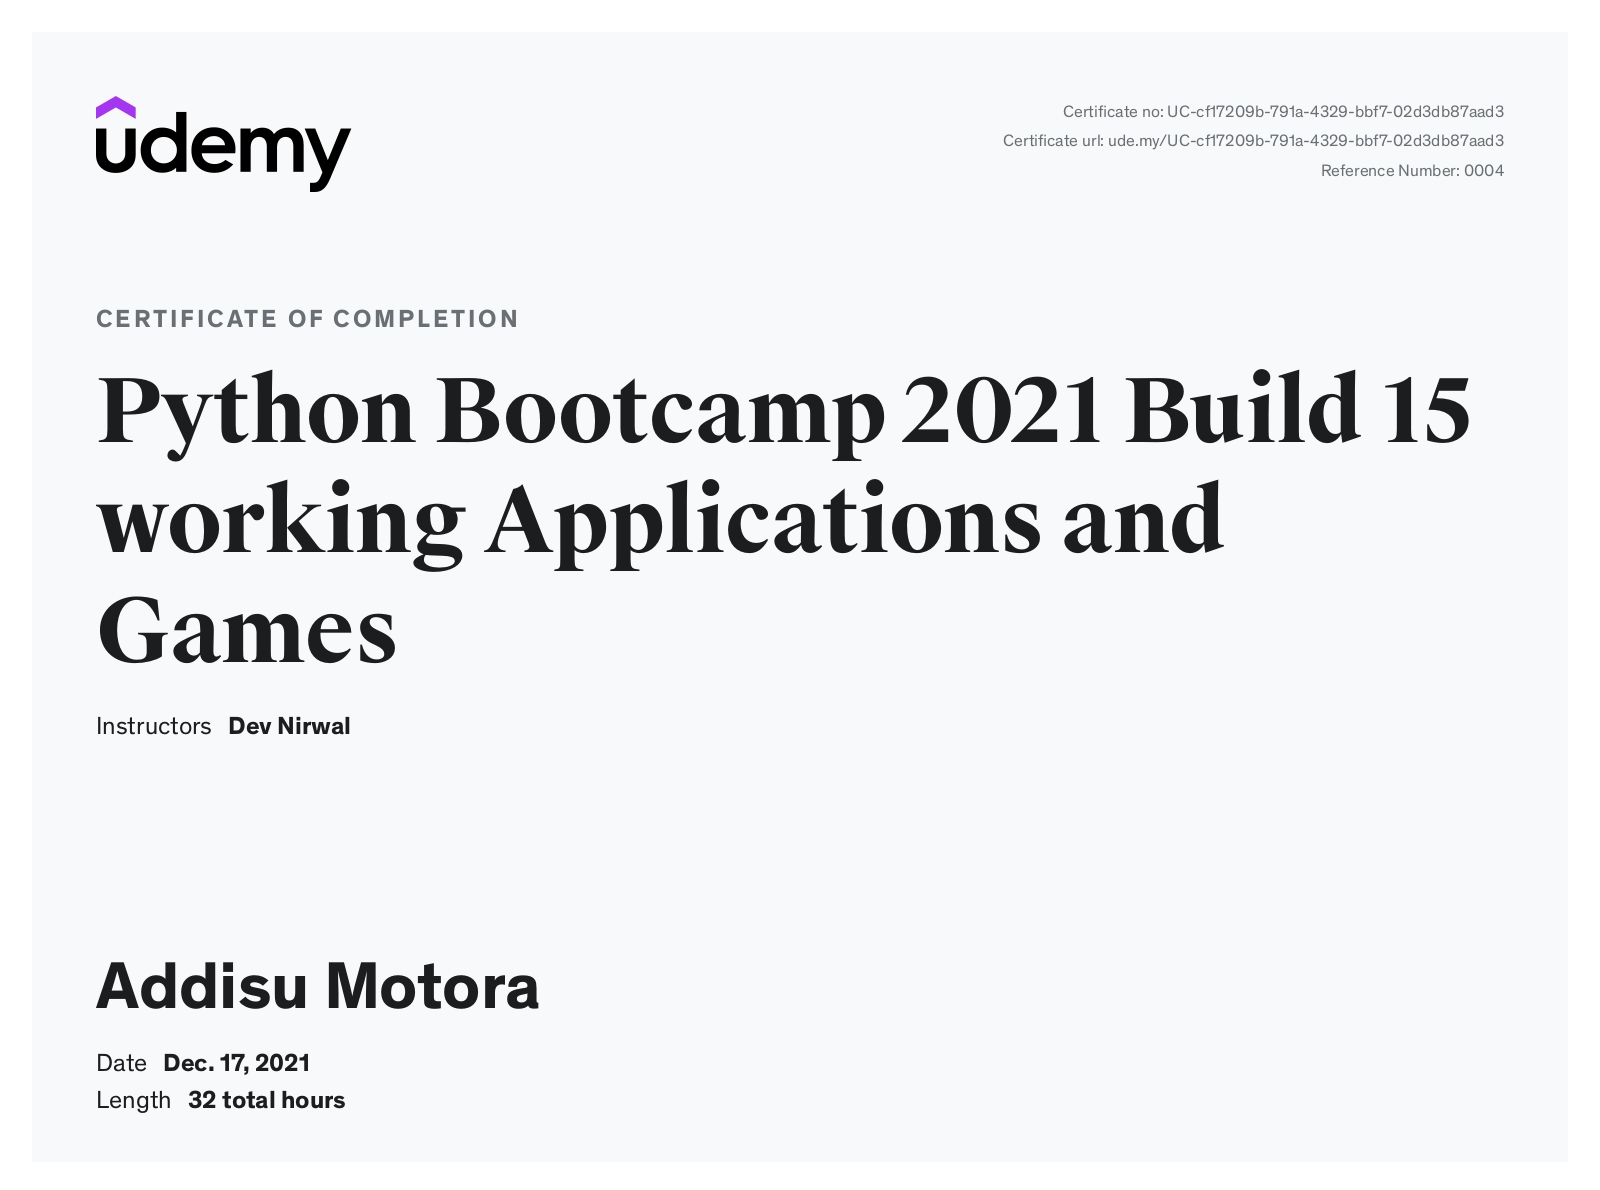 udemy
Certificate no: UC-cf17209b-791a-4329-bbf7-02d3db87aad3
Certificate url: ude.my/UC-cf17209b-791a-4329-bbf7-02d3db87aad3
Reference Number: 0004
CERTIFICATE OF COMPLETION
Python Bootcamp 2021 Build 15
working Applications and
Games
Instructors Dev Nirwal
Addisu Motora
Date Dec. 17, 2021
Length 32 total hours